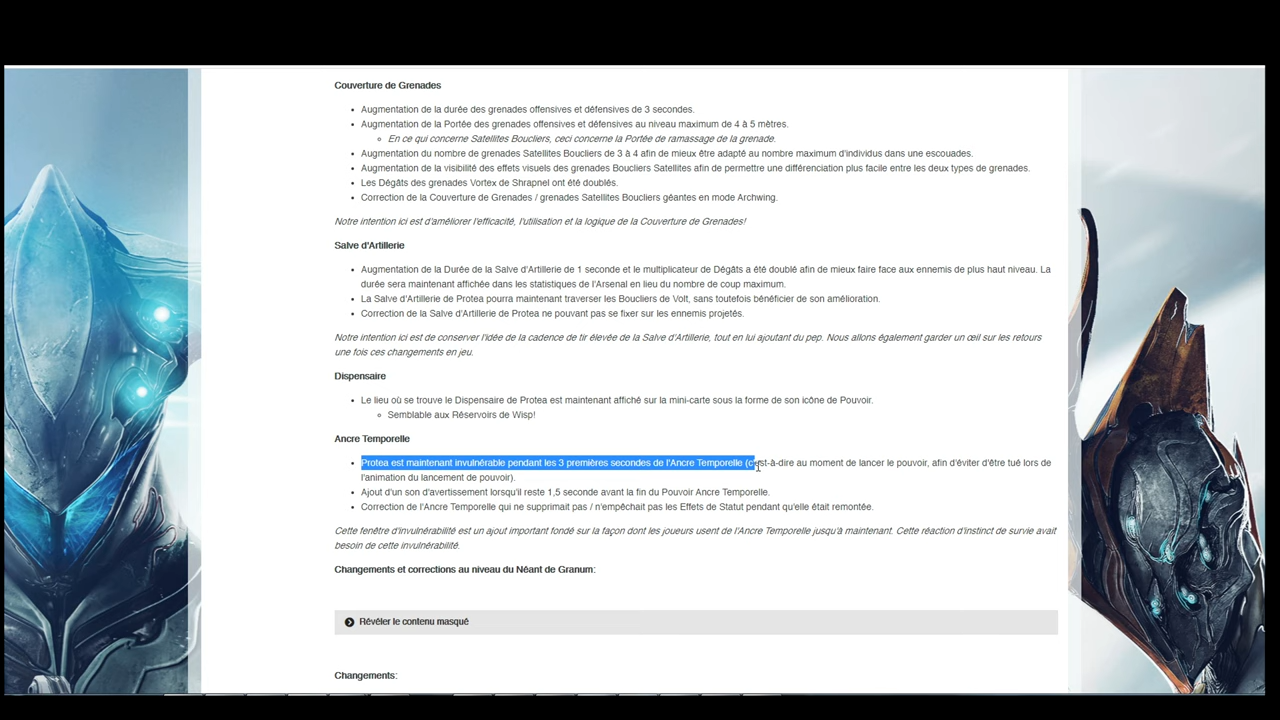 Couverture de Grenades
Augmentation de la durée des grenades offensives et défensives de 3 secondes.
Augmentation de la Portée des grenades offensives et défensives au niveau maximum de 4 à 5 mètres.
En ce qui concerne Satellites Boucliers, ceci concerne la Portée de ramassage de la grenade.
Augmentation du nombre de grenades Satellites Boucliers de 3 à 4 afin de mieux être adapté au nombre maximum d'individus dans une escouades.
Augmentation de la visibilité des effets visuels des grenades Boucliers Satellites afin de permettre une différenciation plus facile entre les deux types de grenades.
Les Dégâts des grenades Vortex de Shrapnel ont été doublés.
Correction de la Couverture de Grenades / grenades Satellites Boucliers géantes en mode Archwing.
Notre intention ici est d'améliorer l'efficacité, l'utilisation et la logique de la Couverture de Grenades!
Salve d'Artillerie
Augmentation de la Durée de la Salve d'Artillerie de 1 seconde et le multiplicateur de Dégâts a été doublé afin de mieux faire face aux ennemis de plus haut niveau. La
durée sera maintenant affichée dans les statistiques de l'Arsenal en lieu du nombre de coup maximum.
La Salve d'Artillerie de Protea pourra maintenant traverser les Boucliers de Volt, sans toutefois bénéficier de son amélioration.
Correction de la Salve d'Artillerie de Protea ne pouvant pas se fixer sur les ennemis projetés.
Notre intention ici est de conserver l'idée de la cadence de tir élevée de la Salve d'Artillerie, tout en lui ajoutant du pep. Nous allons également garder un œil sur les retours
une fois ces changements en jeu.
Dispensaire
Le lieu où se trouve le Dispensaire de Protea est maintenant affiché sur la mini-carte sous la forme de son icône de Pouvoir.
Semblable aux Réservoirs de Wisp!
Ancre Temporelle
Protea est maintenant invulnérable pendant les 3 premières secondes de l'Ancre Temporelle (c'est-à-dire au moment de lancer le pouvoir, afin d'éviter d'être tué lors de
l'animation du lancement de pouvoir).
Ajout d'un son d'avertissement lorsqu'il reste 1,5 seconde avant la fin du Pouvoir Ancre Temporelle.
Correction de l'Ancre Temporelle qui ne supprimait pas / n'empêchait pas les Effets de Statut pendant qu'elle était remontée.
Cette fenêtre d'invulnérabilité est un ajout important fondé sur la façon dont les joueurs usent de l'Ancre Temporelle jusqu'à maintenant. Cette réaction d'instinct de survie avait
besoin de cette invulnérabilité.
Changements et corrections au niveau du Néant de Granum:
Révéler le contenu masqué
Changements: